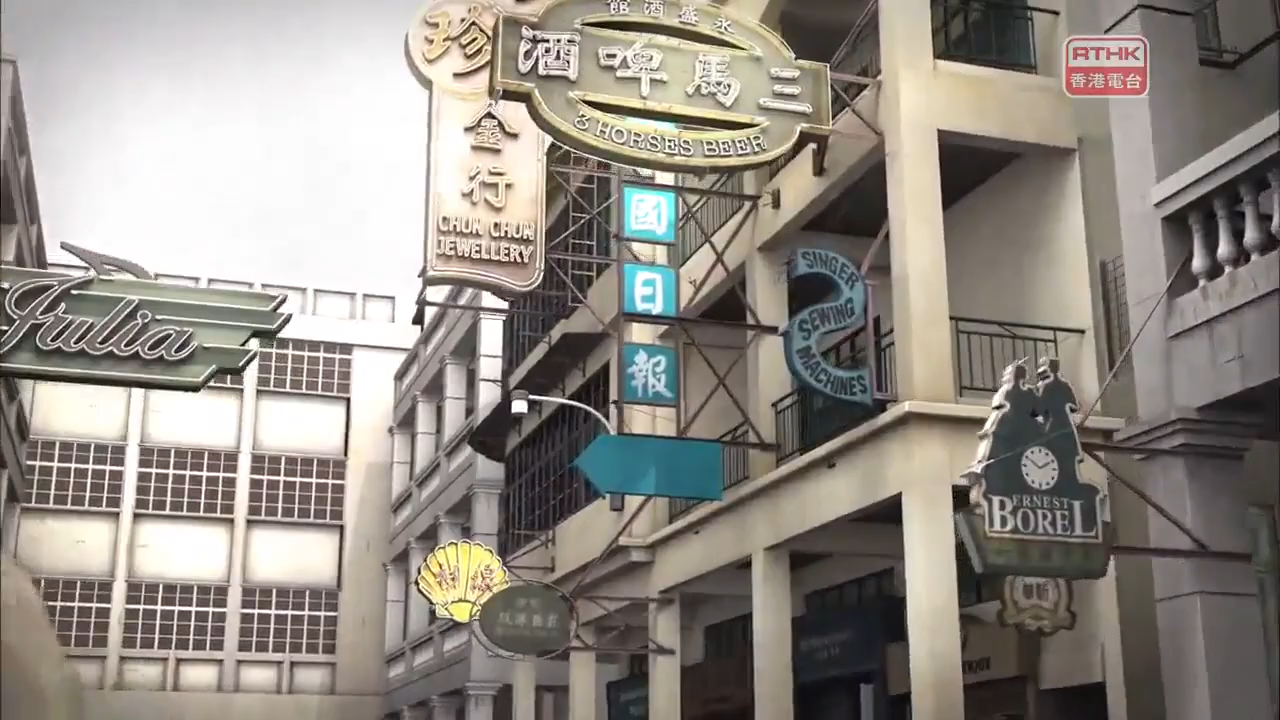 永盛酒館
三馬啤酒
3 HORSES BEER
珍
金
行
CHUN CHUN
JEWELLERY
RTHK
香港電台
國
日
報
SINGER
SEWING
MACHINES
Julia
ERNEST
BOREL